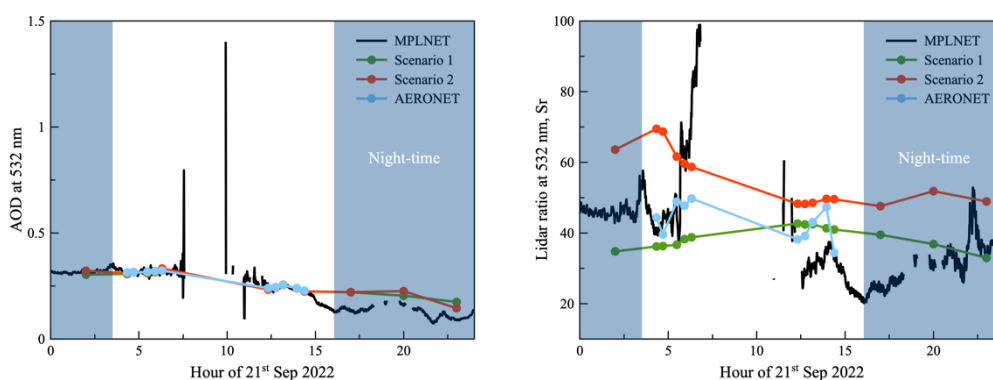 1.5
1
0.5
0
AOD at 532 nm
MPLNET
Scenario 1
Scenario 2
AERONET
Night-time
0 5 10 15 20
Hour of 21st Sep 2022
100
80
60
40
20
Lidar ratio at 532 nm, Sr
MPLNET
Scenario 1
Scenario 2
AERONET
Night-time
0 5 10 15 20
Hour of 21st Sep 2022